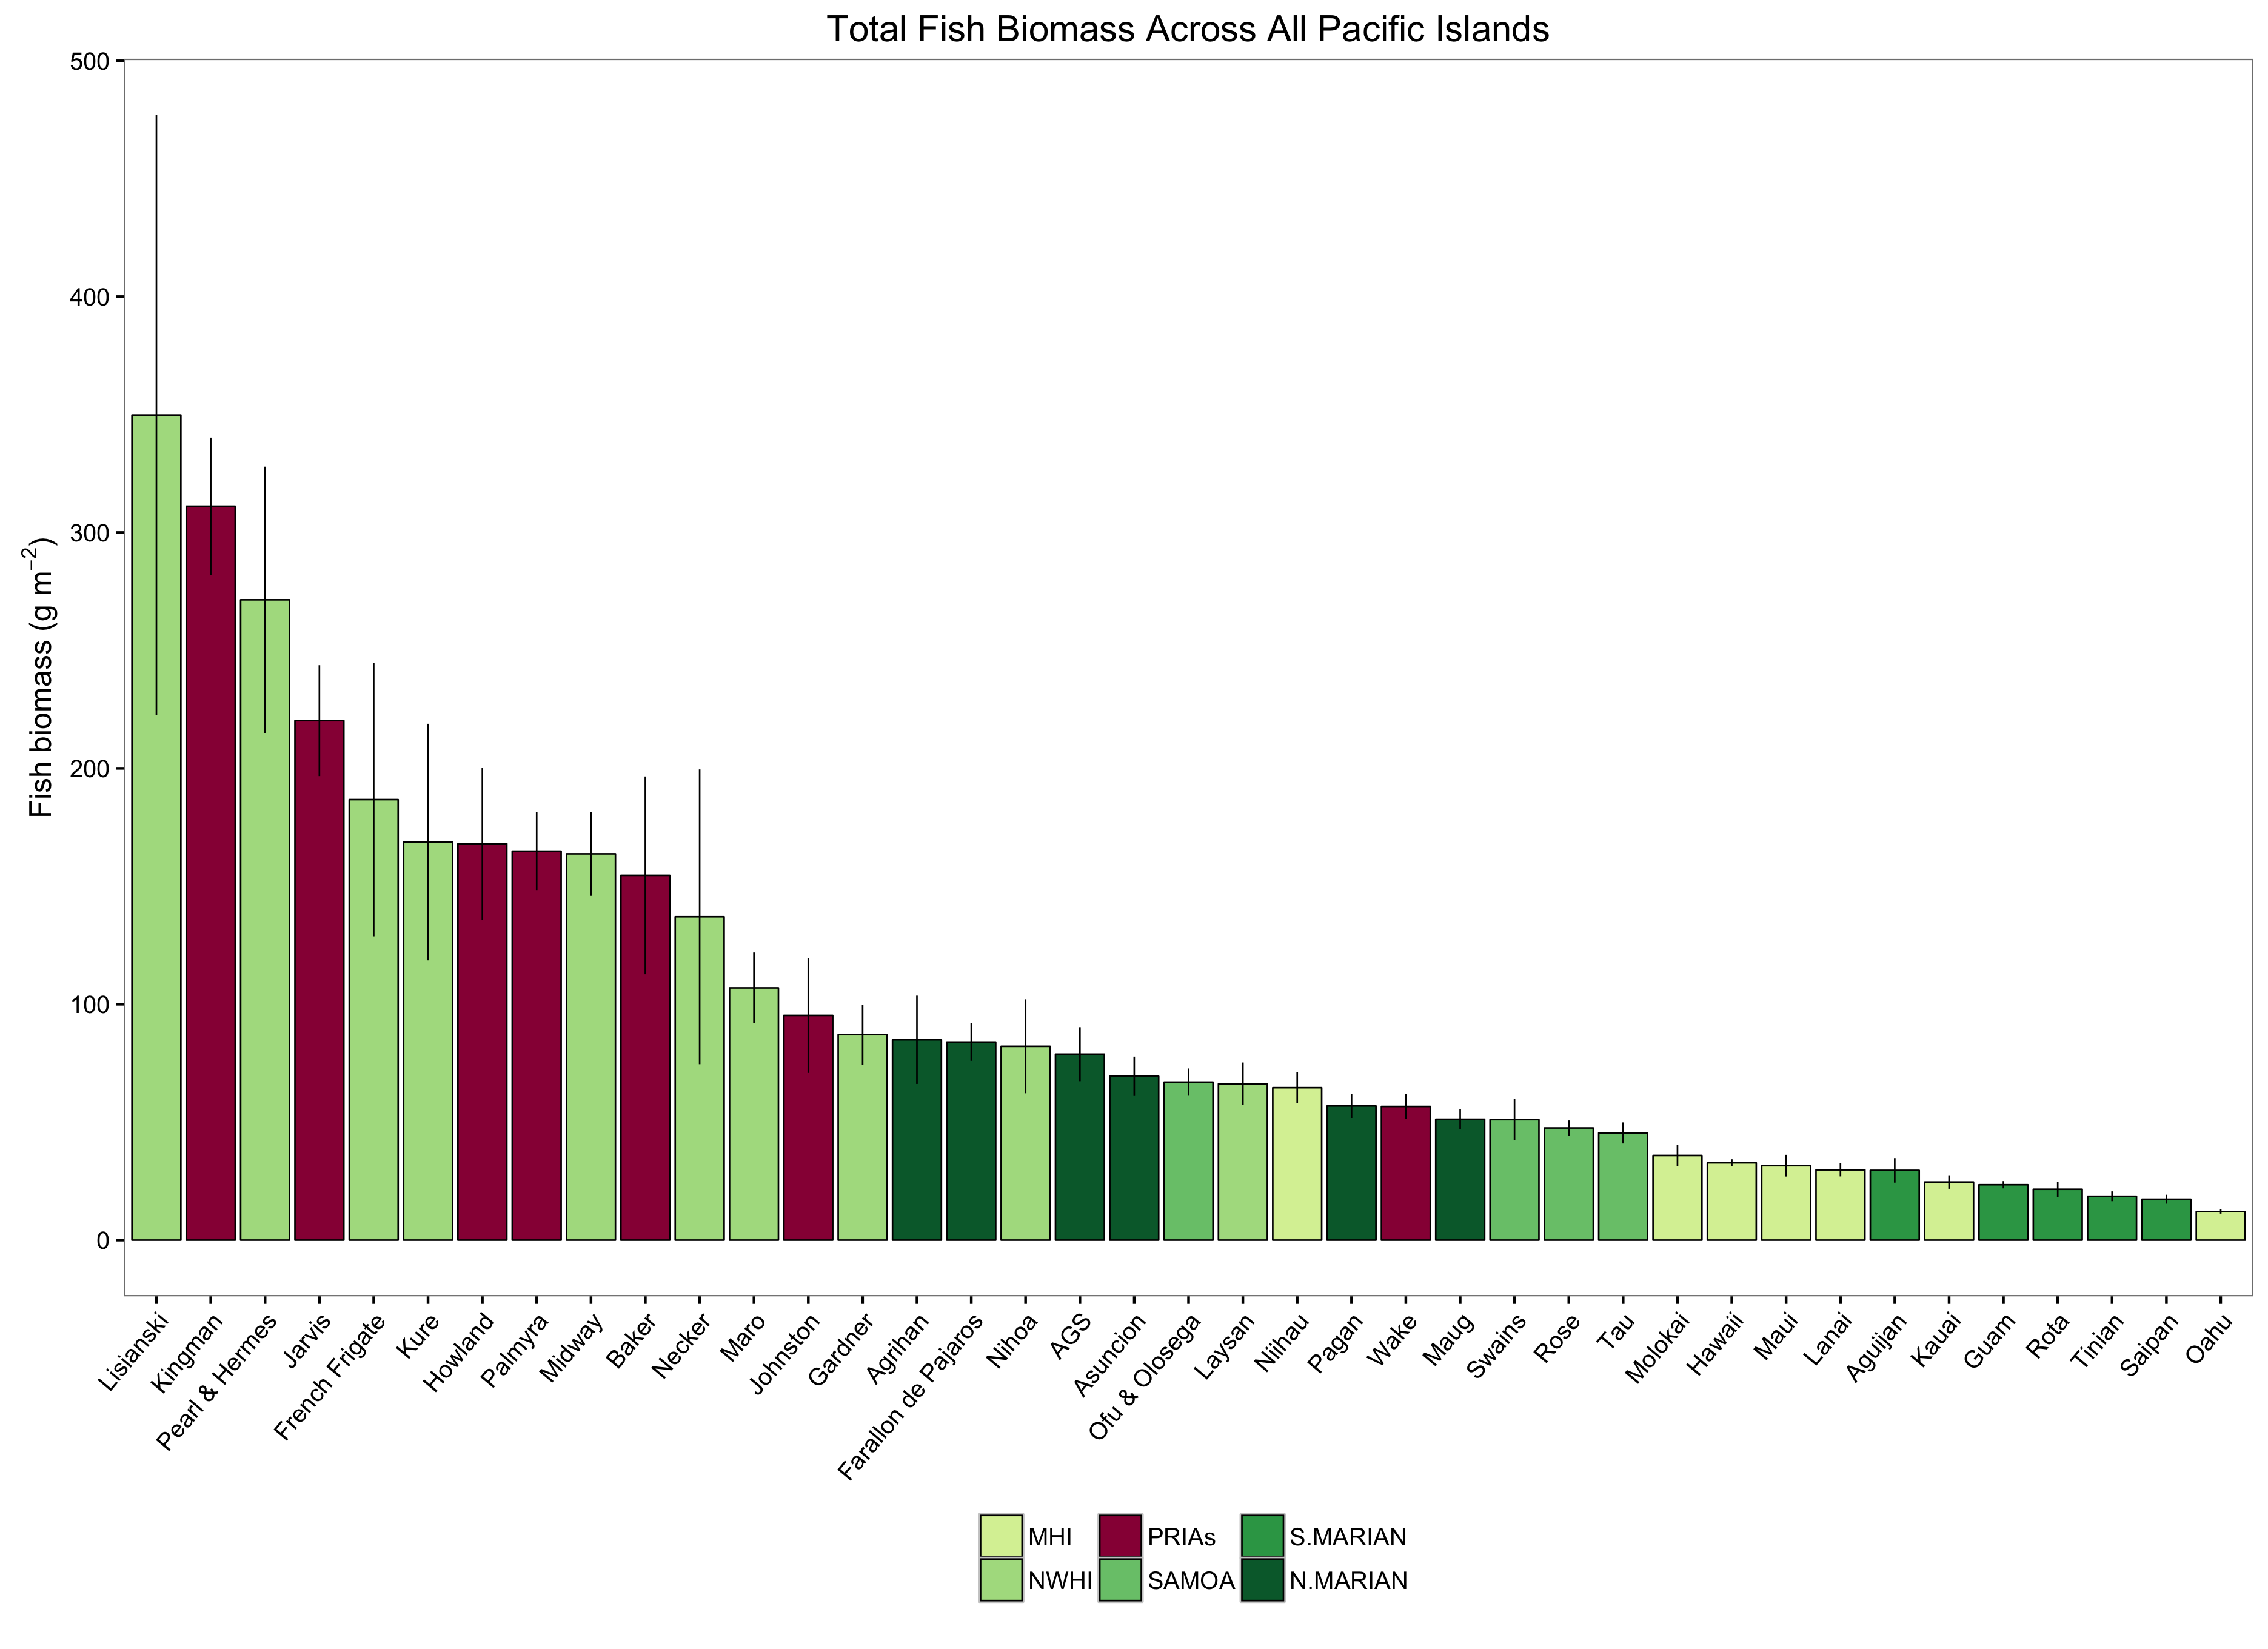 Total Fish Biomass Across All Pacific Islands
500
400
300
200
100
0
Fish biomass (g m⁻²)
Lisianski
Kingman
Pearl & Hermes
Jarvis
French Frigate
Kure
Howland
Palmyra
Midway
Baker
Necker
Maro
Johnston
Gardner
Agrihan
Farallon de Pajaros
Nihoa
AGS
Asuncion
Ofu & Olosega
Laysan
Niihau
Pagan
Wake
Maug
Swains
Rose
Tau
Molokai
Hawaii
Maui
Lanai
Aguijan
Kauai
Guam
Rota
Tinian
Saipan
Oahu
MHI PRIAs S.MARIAN
NWHI SAMOA N.MARIAN